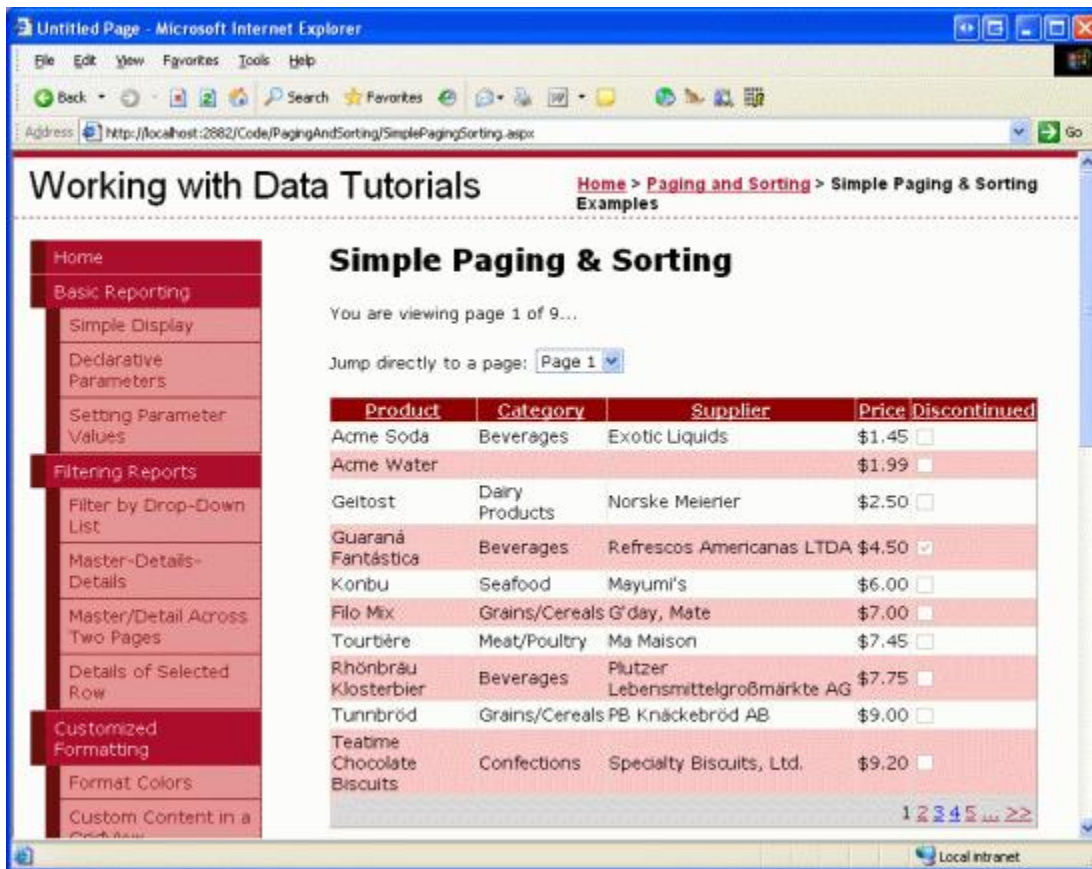 Untitled Page - Microsoft Internet Explorer
File Edit View Favorites Tools Help
Back Search Favorites
Address http://localhost:2882/Code/PagingAndSorting/SimplePagingSorting.aspx Go
Working with Data Tutorials
Home > Paging and Sorting > Simple Paging & Sorting
Examples
Home
Basic Reporting
Simple Display
Declarative
Parameters
Setting Parameter
Values
Filtering Reports
Filter by Drop-Down
List
Master-Details-
Details
Master/Detail Across
Two Pages
Details of Selected
Row
Customized
Formatting
Format Colors
Custom Content in a
GridView
Simple Paging & Sorting
You are viewing page 1 of 9...
Jump directly to a page: Page 1
Product Category Supplier Price Discontinued
Acme Soda Beverages Exotic Liquids $1.45
Acme Water $1.99
Geitost Dairy
Products Norske Meierier $2.50
Guaraná
Fantástica Beverages Refrescos Americanas LTDA $4.50
Konbu Seafood Mayumi's $6.00
Filo Mix Grains/Cereals G'day, Mate $7.00
Tourtière Meat/Poultry Ma Maison $7.45
Rhönbräu
Klosterbier Beverages Plutzer
Lebensmittelgroßmärkte AG $7.75
Tunnbröd Grains/Cereals PB Knäckebröd AB $9.00
Teatime
Chocolate
Biscuits Confections Specialty Biscuits, Ltd. $9.20
1 2 3 4 5 ... >>
Local intranet